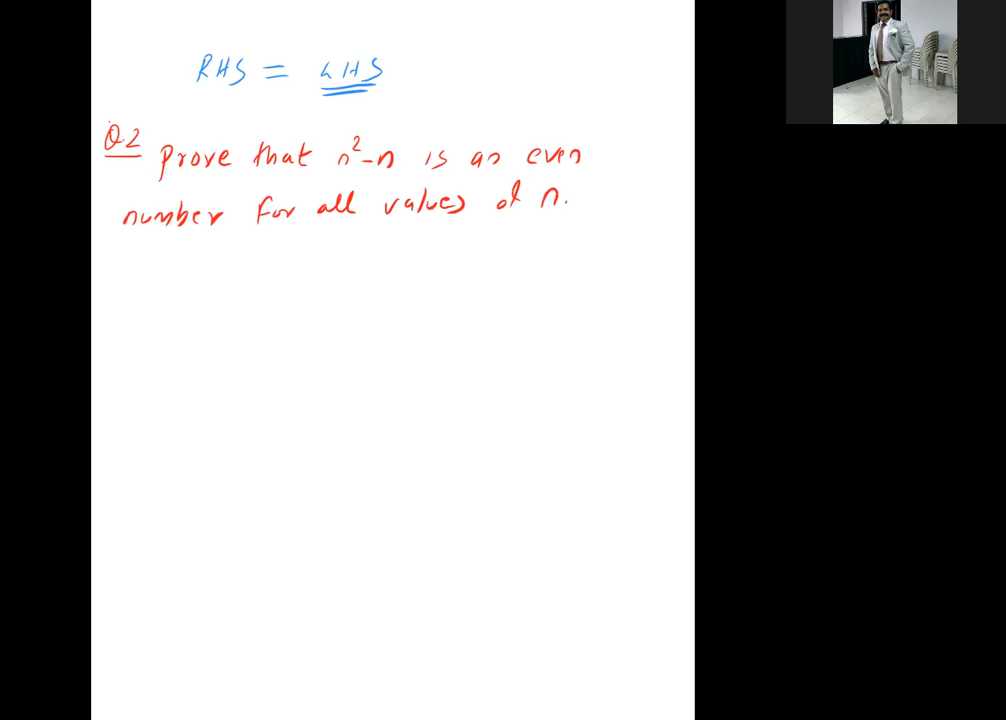 RHS = LHS
Q.2 Prove that n²-n is an even
number for all values of n.